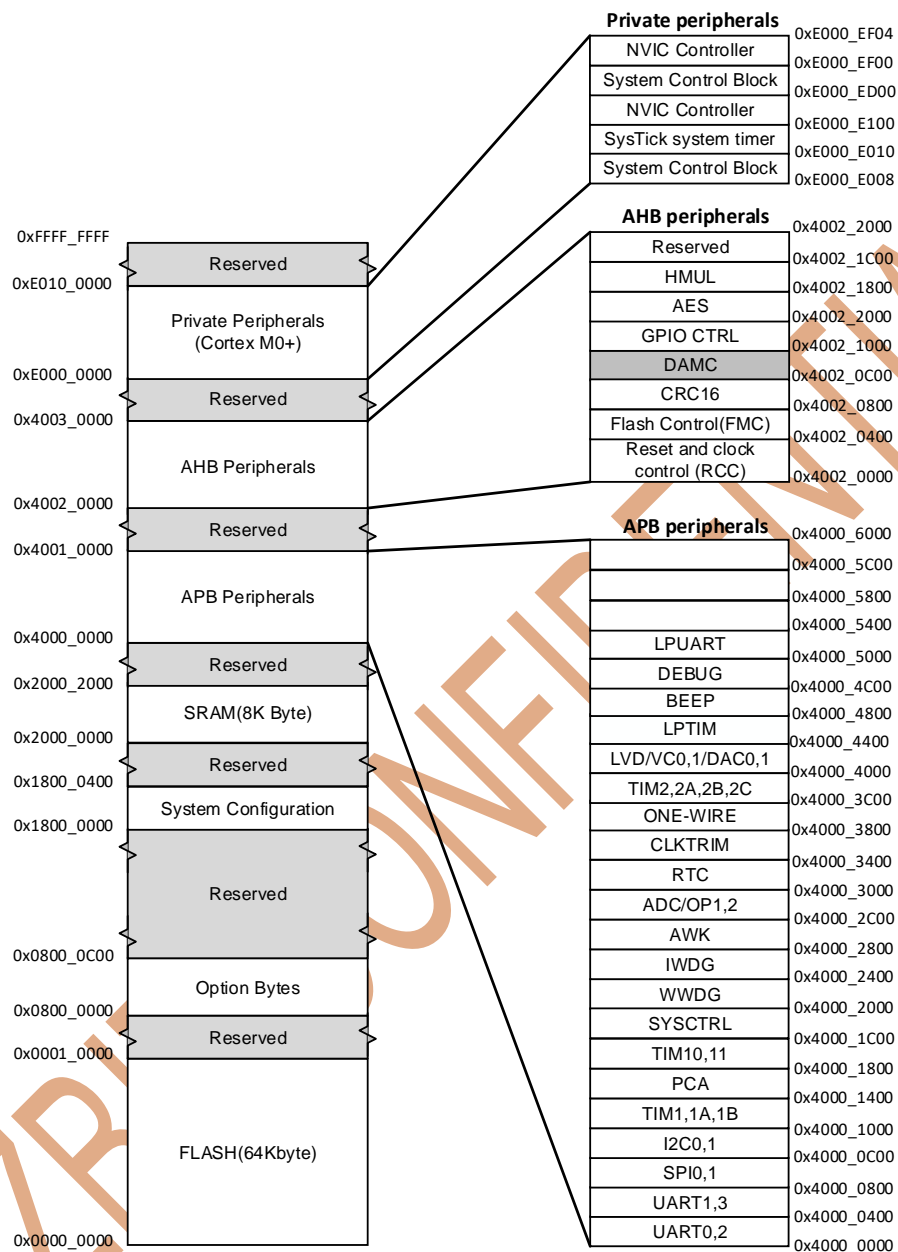 Private peripherals
0xE000_EF04
NVIC Controller
0xE000_EF00
System Control Block
0xE000_ED00
NVIC Controller
0xE000_E100
SysTick system timer
0xE000_E010
System Control Block
0xE000_E008
0xFFFF_FFFF
Reserved
0xE010_0000
Private Peripherals
(Cortex M0+)
0xE000_0000
Reserved
0x4003_0000
AHB Peripherals
0x4002_0000
Reserved
0x4001_0000
APB Peripherals
0x4000_0000
Reserved
0x2000_2000
SRAM(8K Byte)
0x2000_0000
Reserved
0x1800_0400
System Configuration
0x1800_0000
Reserved
0x0800_0C00
Option Bytes
0x0800_0000
Reserved
0x0001_0000
FLASH(64Kbyte)
0x0000_0000
AHB peripherals
0x4002_2000
Reserved
0x4002_1C00
HMUL
0x4002_1800
AES
0x4002_2000
GPIO CTRL
0x4002_1000
DAMC
0x4002_0C00
CRC16
0x4002_0800
Flash Control(FMC)
0x4002_0400
Reset and clock
control (RCC)
0x4002_0000
APB peripherals
0x4000_6000
0x4000_5C00
0x4000_5800
0x4000_5400
LPUART
0x4000_5000
DEBUG
0x4000_4C00
BEEP
0x4000_4800
LPTIM
0x4000_4400
LVD/VC0,1/DAC0,1
0x4000_4000
TIM2,2A,2B,2C
0x4000_3C00
ONE-WIRE
0x4000_3800
CLKTRIM
0x4000_3400
RTC
0x4000_3000
ADC/OP1,2
0x4000_2C00
AWK
0x4000_2800
IWDG
0x4000_2400
WWDG
0x4000_2000
SYSCTRL
0x4000_1C00
TIM10,11
0x4000_1800
PCA
0x4000_1400
TIM1,1A,1B
0x4000_1000
I2C0,1
0x4000_0C00
SPI0,1
0x4000_0800
UART1,3
0x4000_0400
UART0,2
0x4000_0000